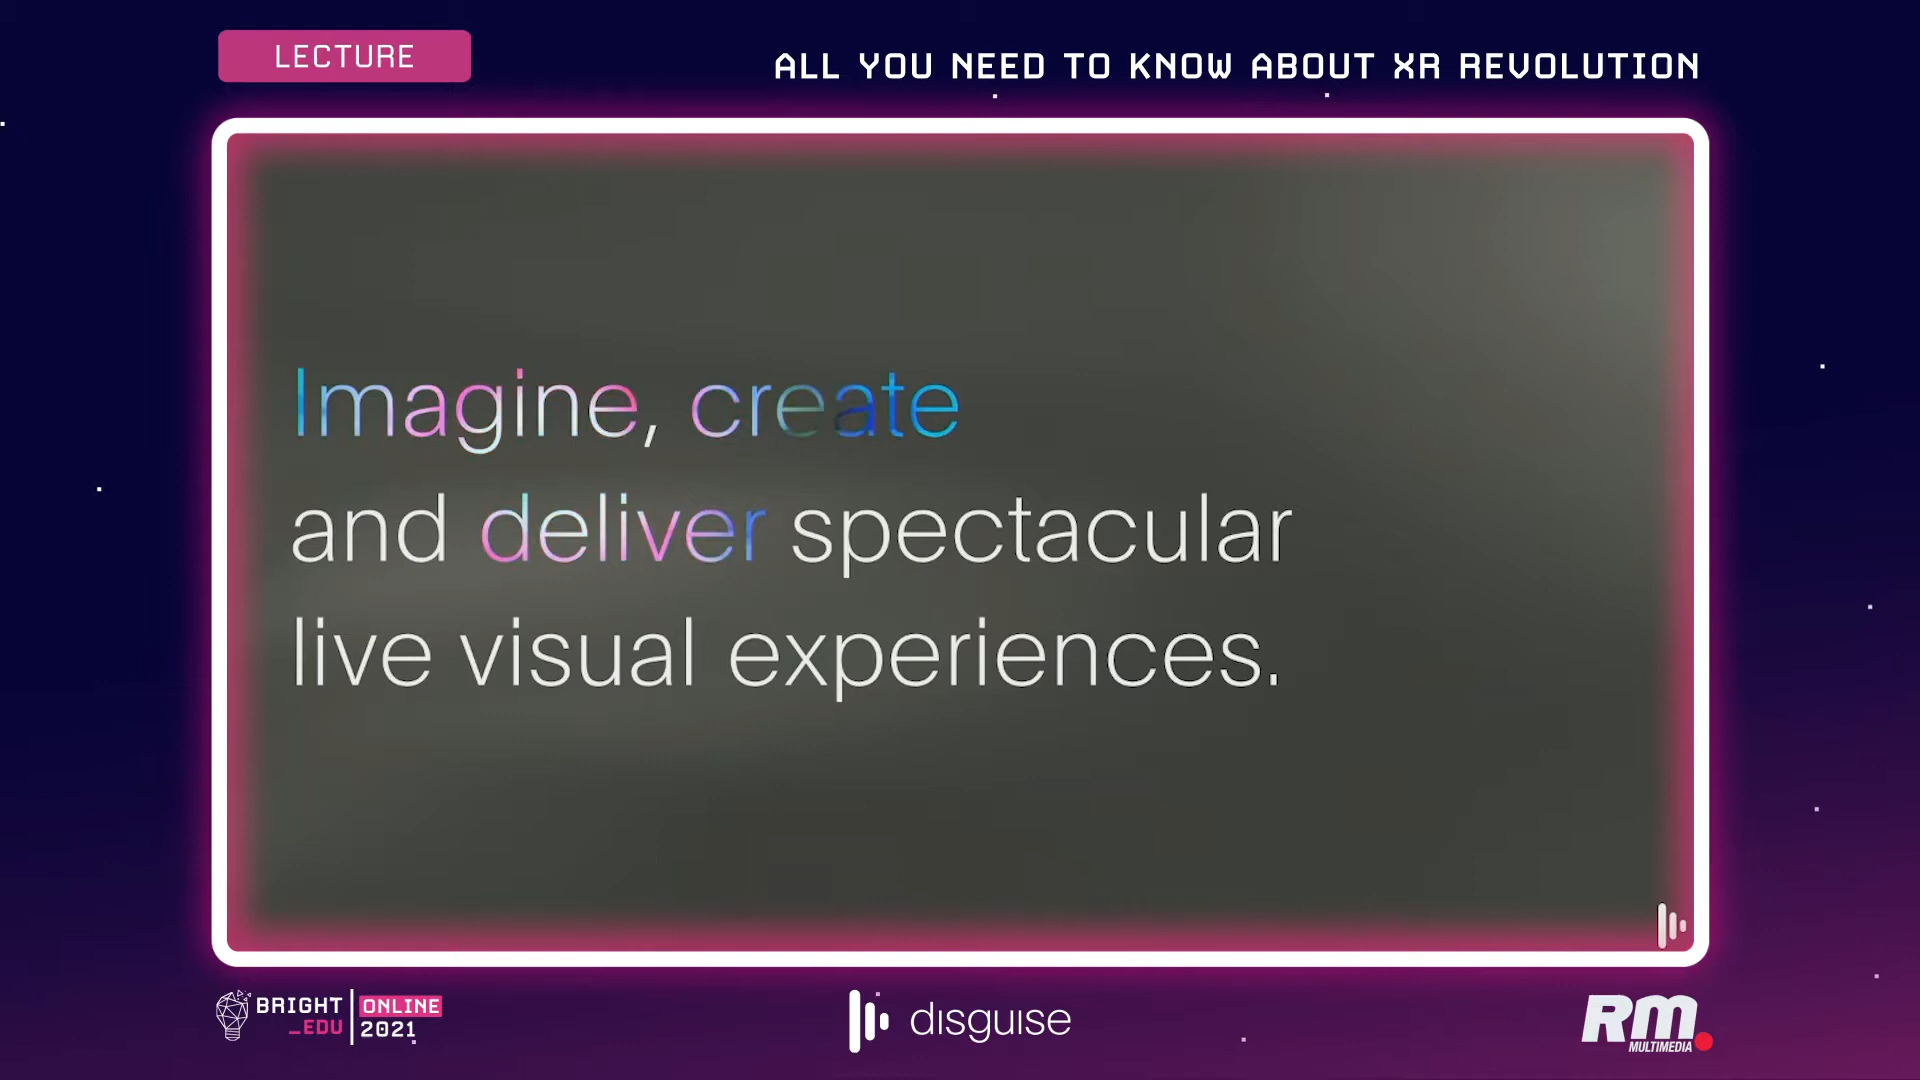 LECTURE
ALL YOU NEED TO KNOW ABOUT XR REVOLUTION
Imagine, create
and deliver spectacular
live visual experiences.
BRIGHT ONLINE
_EDU 2021
disguise
RM
MULTIMEDIA